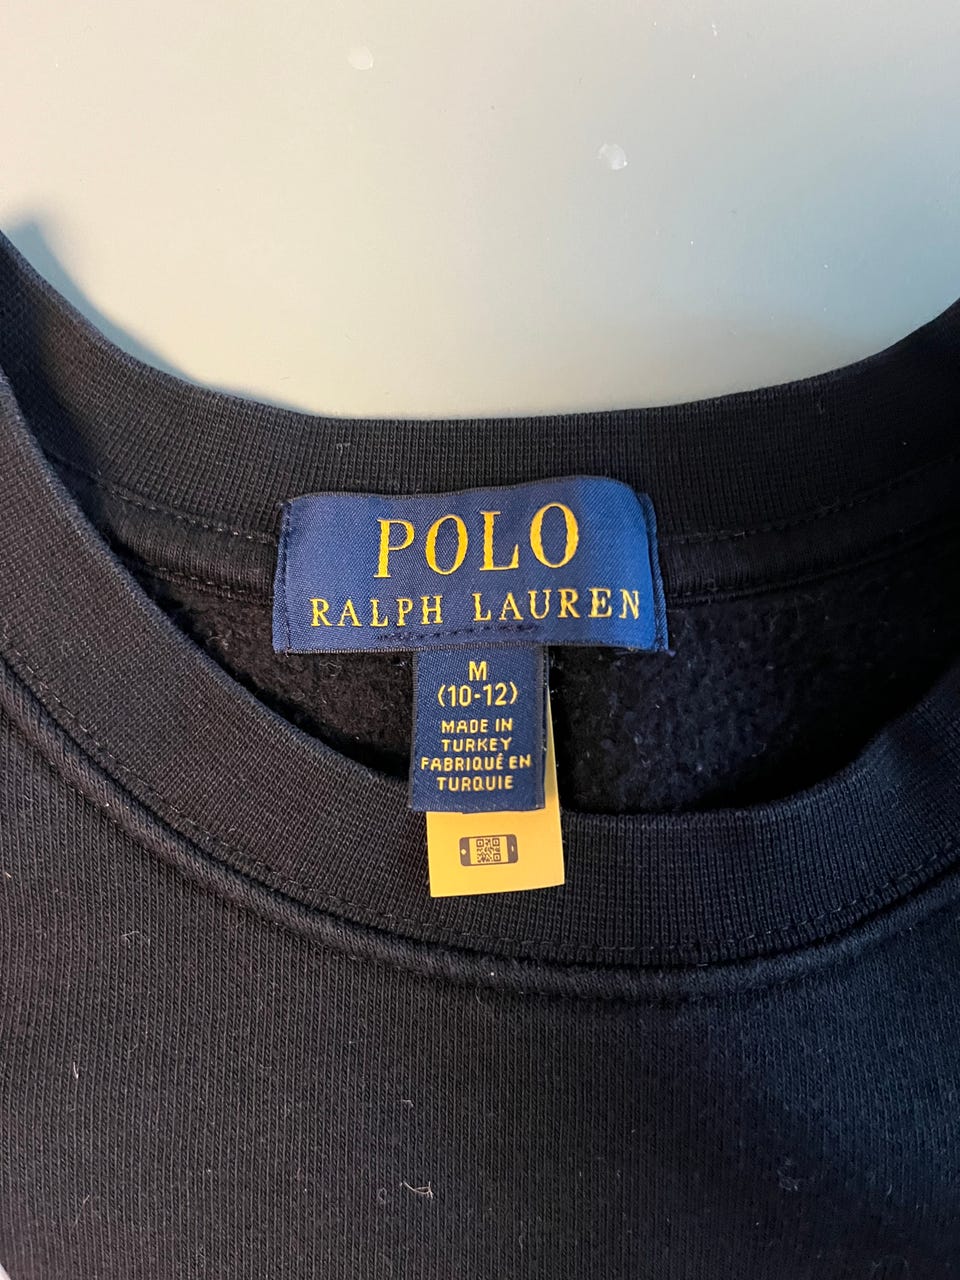 POLO
RALPH LAUREN
M
(10-12)
MADE IN
TURKEY
FABRIQUÉ EN
TURQUIE